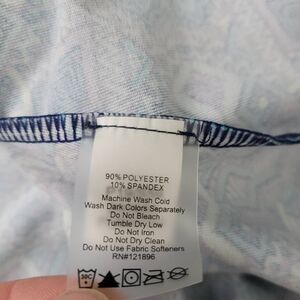 90% POLYESTER
10% SPANDEX
Machine Wash Cold
Wash Dark Colors Separately
Do Not Bleach
Tumble Dry Low
Do Not Iron
Do Not Dry Clean
Do Not Use Fabric Softeners
RN#121896
30C